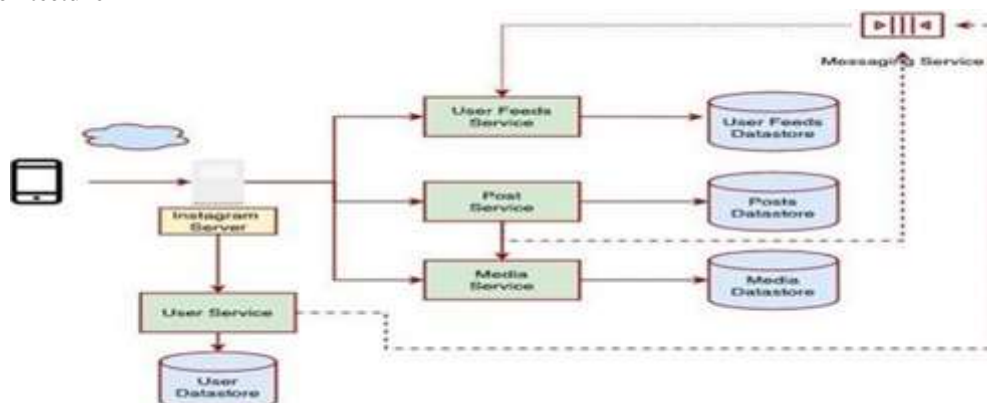 Messaging Service
User Feeds
Service
User Feeds
Datastore
Post
Service
Posts
Datastore
Instagram
Server
Media
Service
Media
Datastore
User Service
User
Datastore